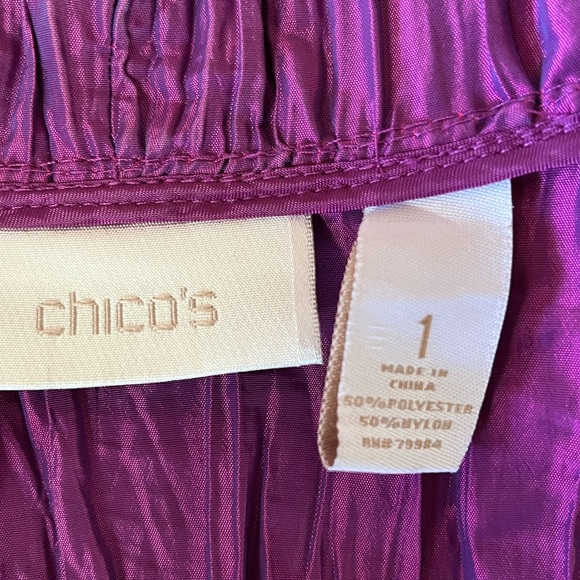 chico's
1
MADE IN
CHINA
50%POLYESTER
50%NYLON
RN#79984